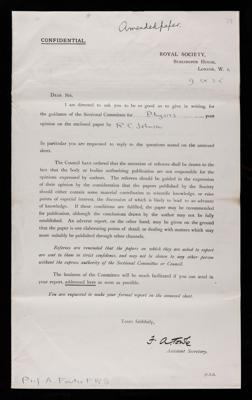 Amended paper.
CONFIDENTIAL.
ROYAL SOCIETY,
BURLINGTON HOUSE,
LONDON, W. 1.
DEAR SIR,
I am directed to ask you to be so good as to give in writing, for
the guidance of the Sectional Committee for Physics your
opinion on the enclosed paper by R. C. Johnson
In particular you are requested to reply to the questions stated on the annexed
sheet.
The Council have ordered that the attention of referees shall be drawn to the
fact that the body or bodies authorizing publication are not responsible for the
opinions expressed by authors. The referees should be guided in the expression
of their opinion by the consideration that the papers published by the Society
should either contain some material contribution to scientific knowledge, or raise
points of especial interest, the discussion of which is likely to lead to an advance
of knowledge. If these conditions are fulfilled, the paper may be recommended
for publication, although the conclusions drawn by the author may not be fully
established. An adverse report, on the other hand, may be given on the ground
that the paper is one elaborating points of detail, or dealing with matters which may
more suitably be published through other channels.
Referees are reminded that the papers on which they are asked to report
are sent to them in strict confidence, and may not be shown to any other person
without the express authority of the Sectional Committee or Council.
The business of the Committee will be much facilitated if you can send in
your report, addressed here as soon as possible.
You are requested to make your formal report on the annexed sheet.
Yours faithfully,
F. A. Towle
Assistant Secretary.
Prof. A. Fowler F R S